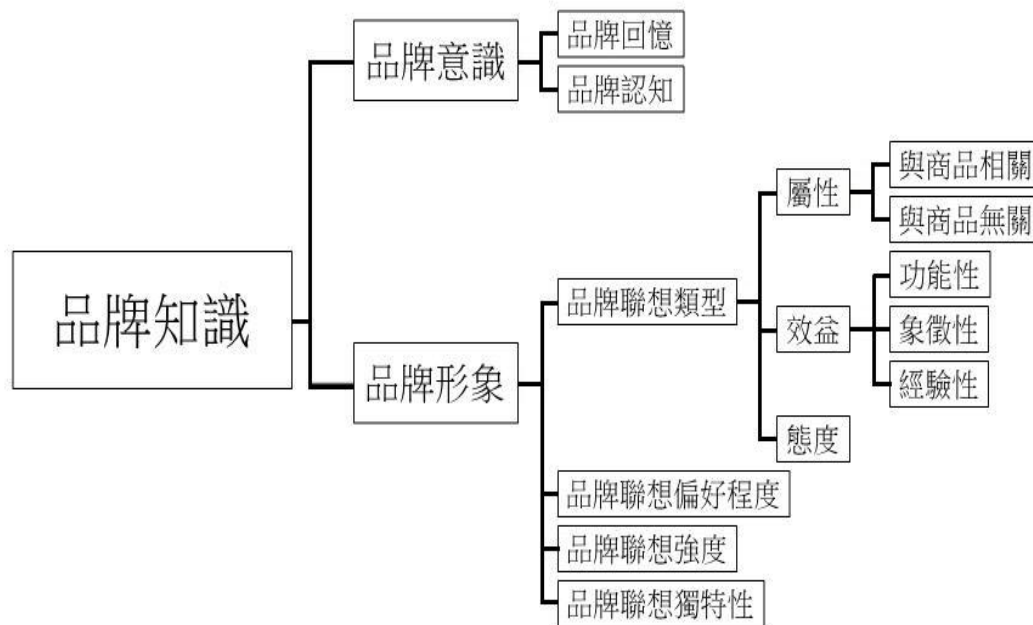 品牌知識
品牌意識
品牌回憶
品牌認知
品牌形象
品牌聯想類型
屬性
與商品相關
與商品無關
效益
功能性
象徵性
經驗性
態度
品牌聯想偏好程度
品牌聯想強度
品牌聯想獨特性